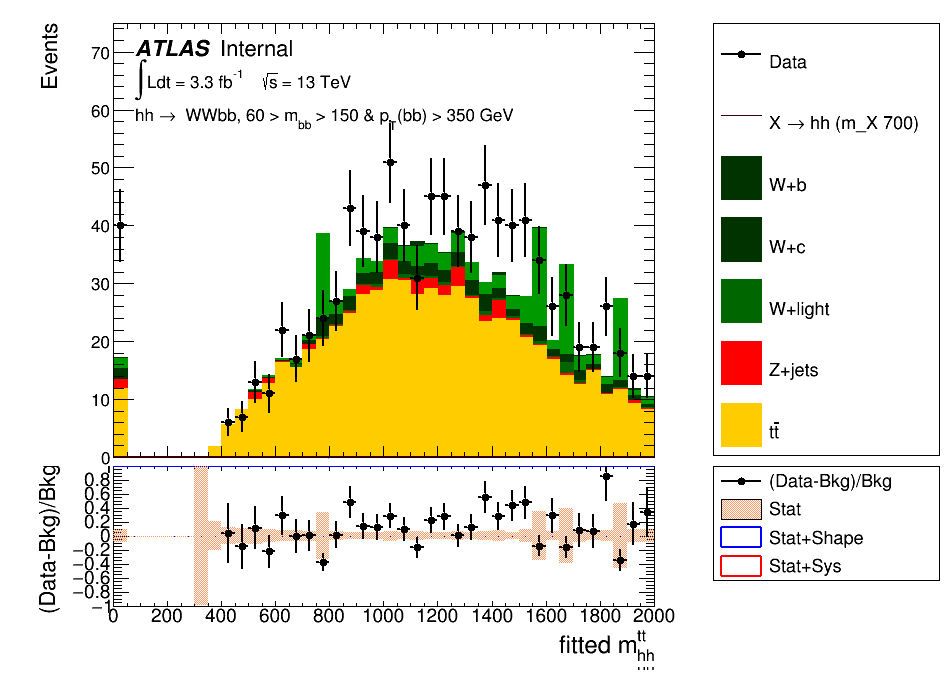 Events
70
60
50
40
30
20
10
0
ATLAS Internal
∫Ldt = 3.3 fb⁻¹ √s = 13 TeV
hh → WWbb, 60 > m_bb > 150 & p_T(bb) > 350 GeV
Data
X → hh (m_X 700)
W+b
W+c
W+light
Z+jets
tt̄
(Data-Bkg)/Bkg
0.8
0.6
0.4
0.2
0
−0.2
−0.4
−0.6
−0.8
−1
0 200 400 600 800 1000 1200 1400 1600 1800 2000
fitted m_hh^tt
(Data-Bkg)/Bkg
Stat
Stat+Shape
Stat+Sys